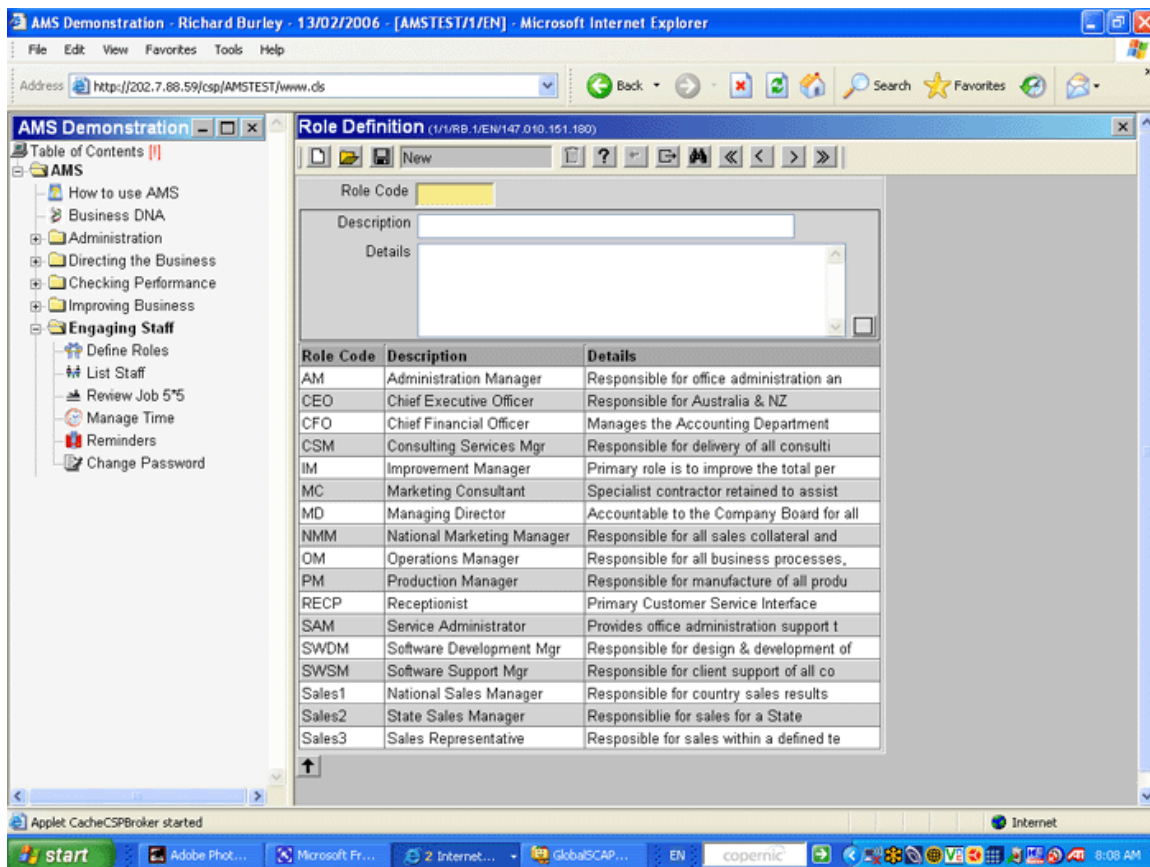 AMS Demonstration - Richard Burley - 13/02/2006 - [AMSTEST/1/EN] - Microsoft Internet Explorer
File Edit View Favorites Tools Help
Address http://202.7.88.59/csp/AMSTEST/www.cls Back Search Favorites
AMS Demonstration
Table of Contents [!]
AMS
How to use AMS
Business DNA
Administration
Directing the Business
Checking Performance
Improving Business
Engaging Staff
Define Roles
List Staff
Review Job 5*5
Manage Time
Reminders
Change Password
Role Definition (1/1/RB.1/EN/147.010.151.180)
New
Role Code
Description
Details
Role Code Description Details
AM Administration Manager Responsible for office administration an
CEO Chief Executive Officer Responsible for Australia & NZ
CFO Chief Financial Officer Manages the Accounting Department
CSM Consulting Services Mgr Responsible for delivery of all consulti
IM Improvement Manager Primary role is to improve the total per
MC Marketing Consultant Specialist contractor retained to assist
MD Managing Director Accountable to the Company Board for all
NMM National Marketing Manager Responsible for all sales collateral and
OM Operations Manager Responsible for all business processes,
PM Production Manager Responsible for manufacture of all produ
RECP Receptionist Primary Customer Service Interface
SAM Service Administrator Provides office administration support t
SWDM Software Development Mgr Responsible for design & development of
SWSM Software Support Mgr Responsible for client support of all co
Sales1 National Sales Manager Responsible for country sales results
Sales2 State Sales Manager Responsiblie for sales for a State
Sales3 Sales Representative Resposible for sales within a defined te
Applet CacheCSPBroker started Internet
start Adobe Phot... Microsoft Fr... 2 Internet... GlobalSCAP... EN copernic 8:08 AM